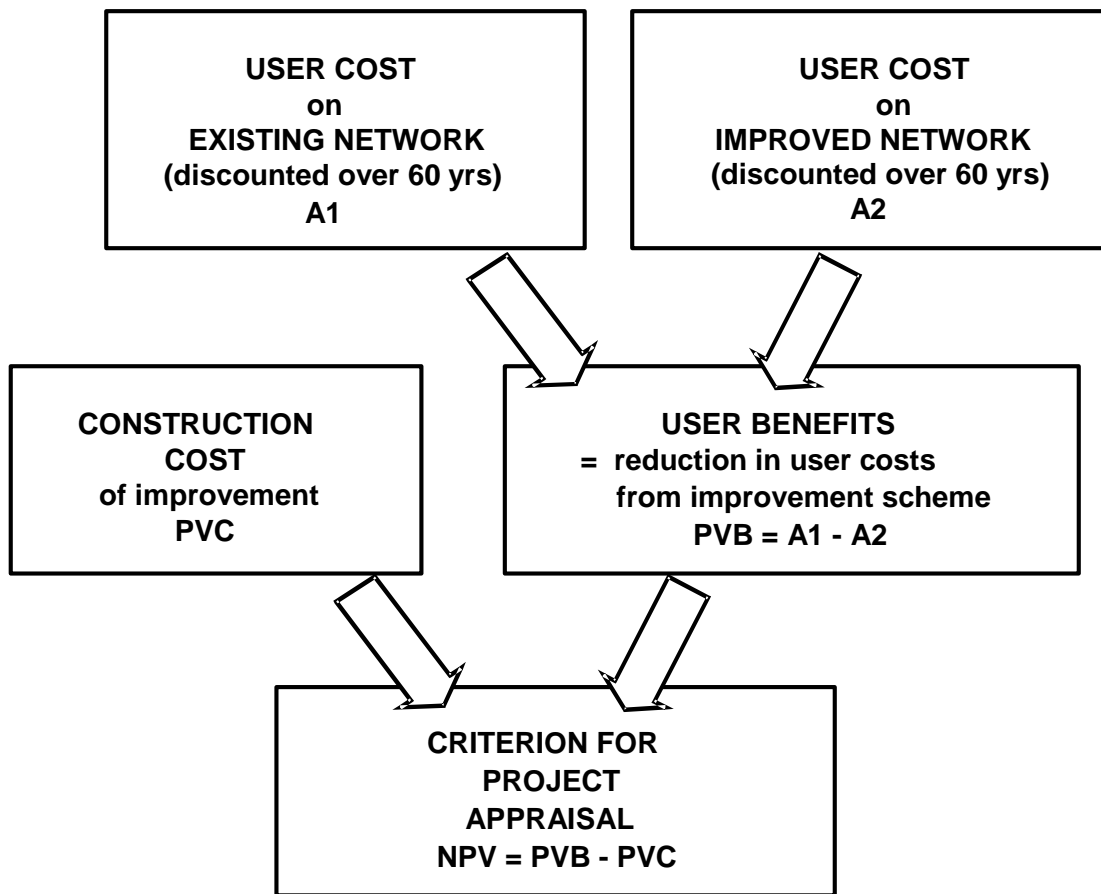 USER COST
on
EXISTING NETWORK
(discounted over 60 yrs)
A1
USER COST
on
IMPROVED NETWORK
(discounted over 60 yrs)
A2
CONSTRUCTION
COST
of improvement
PVC
USER BENEFITS
= reduction in user costs
from improvement scheme
PVB = A1 - A2
CRITERION FOR
PROJECT
APPRAISAL
NPV = PVB - PVC